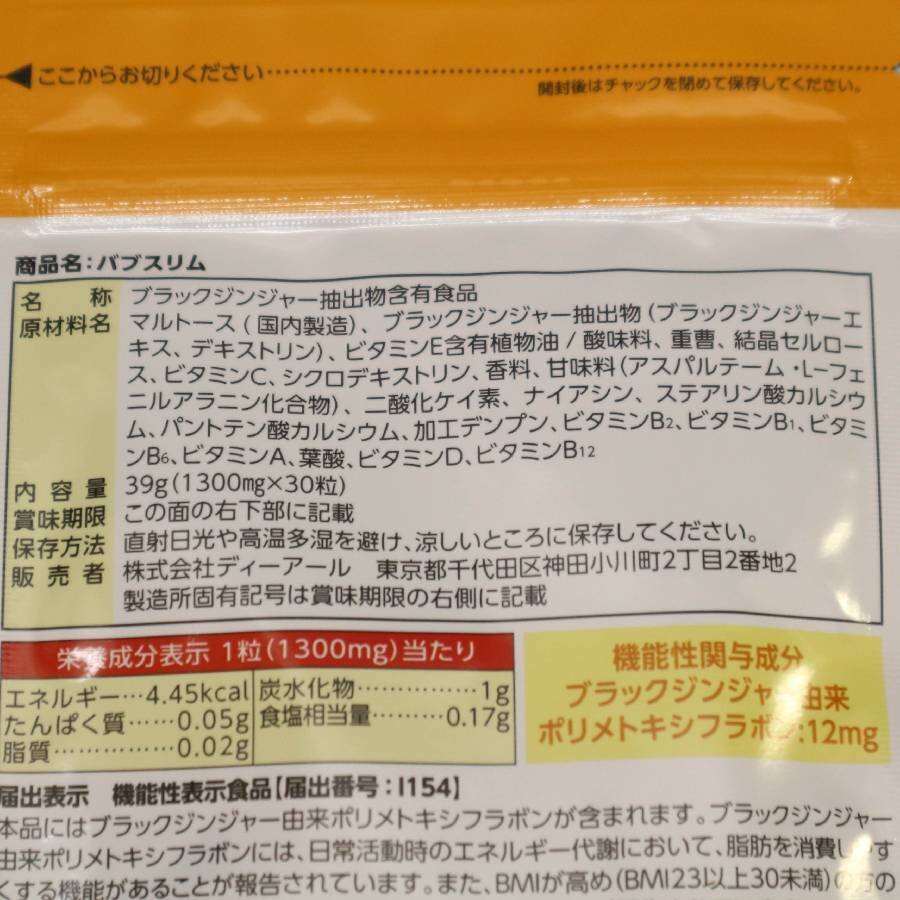 ここからお切りください
開封後はチャックを閉めて保存してください。
商品名:バブスリム
名 称 ブラックジンジャー抽出物含有食品
原材料名 マルトース(国内製造)、ブラックジンジャー抽出物(ブラックジンジャーエ
キス、デキストリン)、ビタミンE含有植物油/酸味料、重曹、結晶セルロー
ス、ビタミンC、シクロデキストリン、香料、甘味料(アスパルテーム・L-フェ
ニルアラニン化合物)、二酸化ケイ素、ナイアシン、ステアリン酸カルシウ
ム、パントテン酸カルシウム、加工デンプン、ビタミンB2、ビタミンB1、ビタミ
ンB6、ビタミンA、葉酸、ビタミンD、ビタミンB12
内容量 39g(1300mg×30粒)
賞味期限 この面の右下部に記載
保存方法 直射日光や高温多湿を避け、涼しいところに保存してください。
販売者 株式会社ディーアール 東京都千代田区神田小川町2丁目2番地2
製造所固有記号は賞味期限の右側に記載
栄養成分表示 1粒(1300mg)当たり
エネルギー…4.45kcal
たんぱく質……0.05g
脂質……………0.02g
炭水化物……………1g
食塩相当量………0.17g
機能性関与成分
ブラックジンジャー由来
ポリメトキシフラボン:12mg
届出表示 機能性表示食品【届出番号:I154】
本品にはブラックジンジャー由来ポリメトキシフラボンが含まれます。ブラックジンジャー
由来ポリメトキシフラボンには、日常活動時のエネルギー代謝において、脂肪を消費しやす
くする機能があることが報告されています。また、BMIが高め(BMI23以上30未満)の方の